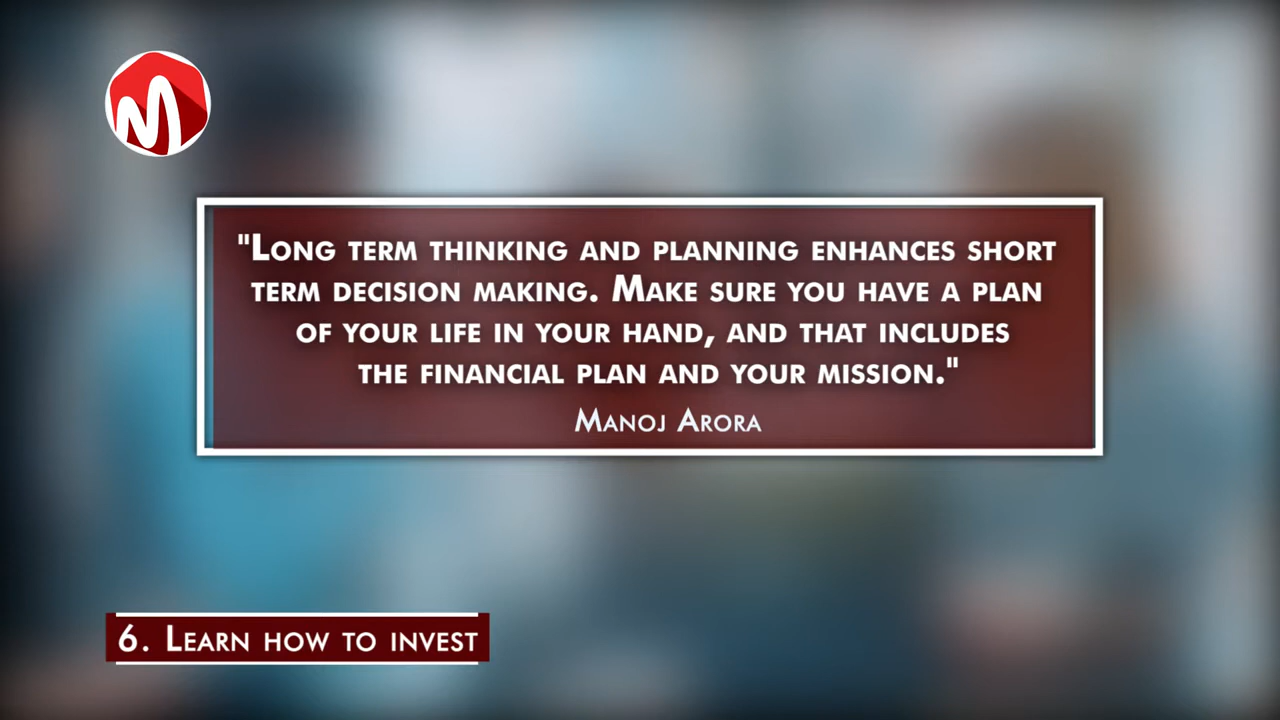 "Long term thinking and planning enhances short
term decision making. Make sure you have a plan
of your life in your hand, and that includes
the financial plan and your mission."
Manoj Arora
6. Learn how to invest